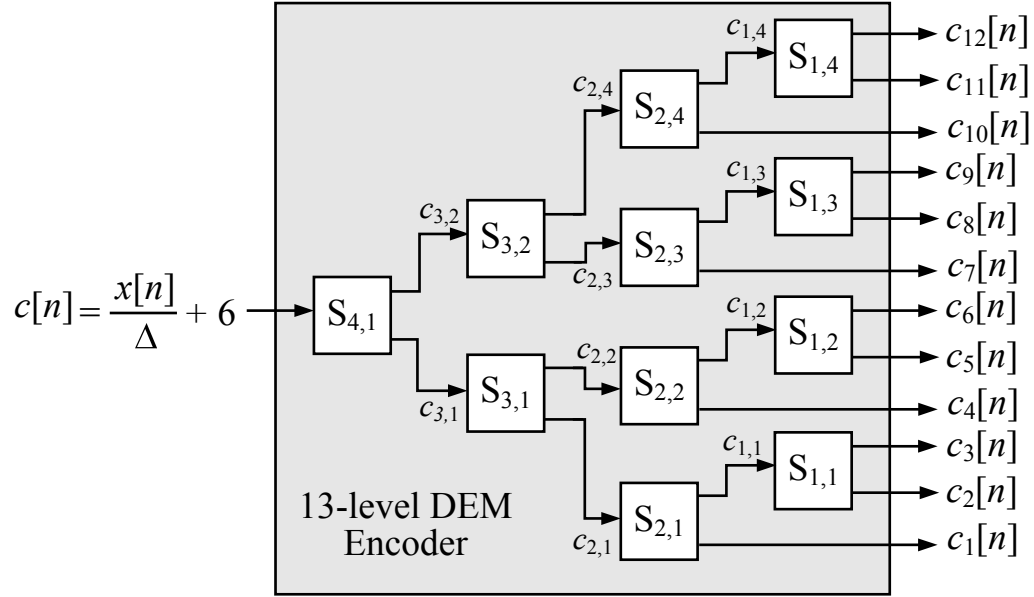 c[n] = x[n]/Δ + 6
S4,1
c3,2
c3,1
S3,2
S3,1
c2,4
c2,3
c2,2
c2,1
S2,4
S2,3
S2,2
S2,1
c1,4
c1,3
c1,2
c1,1
S1,4
S1,3
S1,2
S1,1
c12[n]
c11[n]
c10[n]
c9[n]
c8[n]
c7[n]
c6[n]
c5[n]
c4[n]
c3[n]
c2[n]
c1[n]
13-level DEM
Encoder